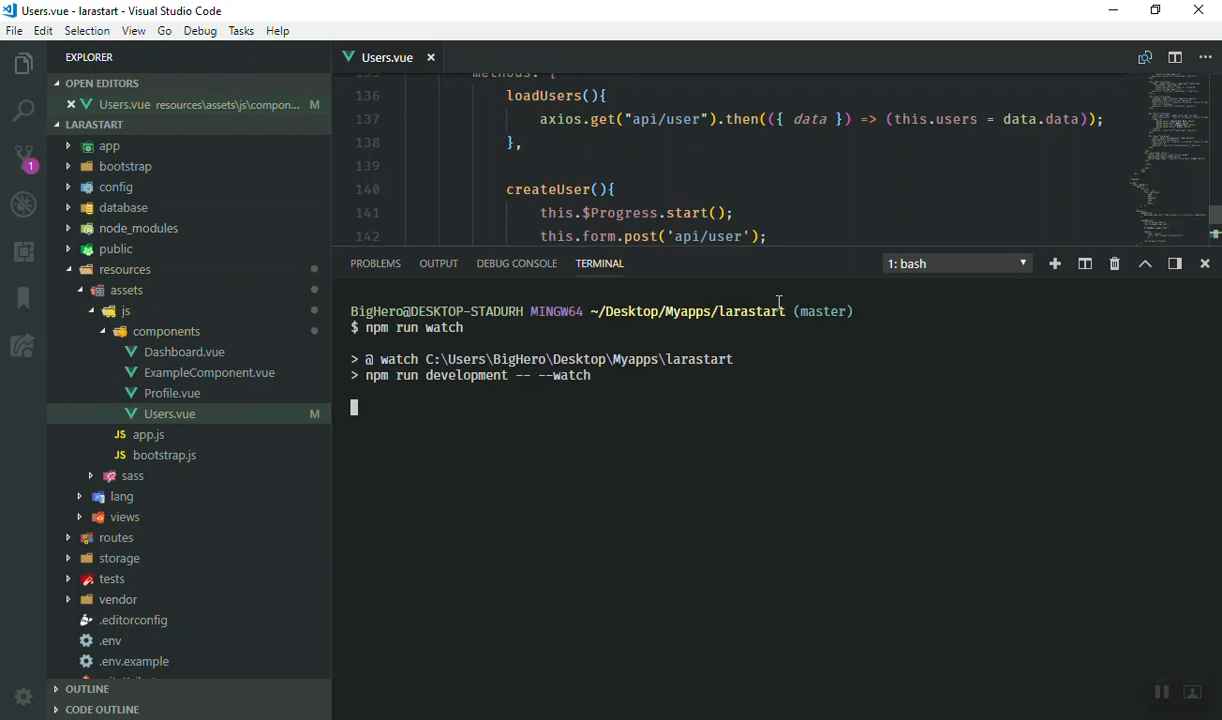 Users.vue - larastart - Visual Studio Code
File Edit Selection View Go Debug Tasks Help
EXPLORER
OPEN EDITORS
Users.vue resources\assets\js\compon... M
LARASTART
app
bootstrap
config
database
node_modules
public
resources
assets
js
components
Dashboard.vue
ExampleComponent.vue
Profile.vue
Users.vue M
JS app.js
JS bootstrap.js
sass
lang
views
routes
storage
tests
vendor
.editorconfig
.env
.env.example
OUTLINE
CODE OUTLINE
1
Users.vue
methods: {
136 loadUsers(){
137 axios.get("api/user").then(({ data }) => (this.users = data.data));
138 },
139
140 createUser(){
141 this.$Progress.start();
142 this.form.post('api/user');
PROBLEMS OUTPUT DEBUG CONSOLE TERMINAL 1: bash
BigHero@DESKTOP-STADURH MINGW64 ~/Desktop/Myapps/larastart (master)
$ npm run watch
> @ watch C:\Users\BigHero\Desktop\Myapps\larastart
> npm run development -- --watch